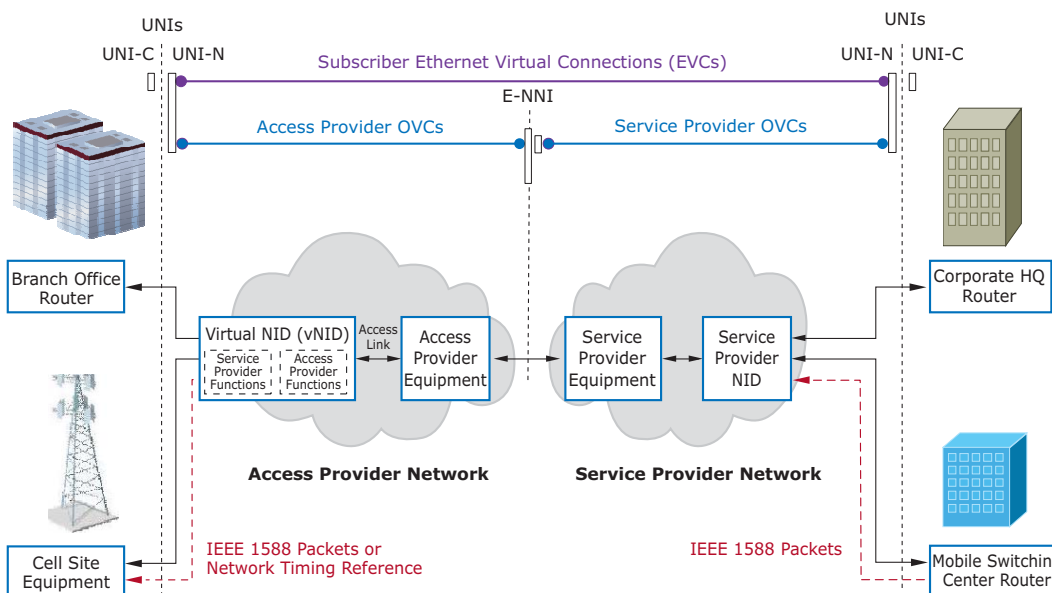 UNIs
UNIs
UNI-C
UNI-N
UNI-N
UNI-C
Subscriber Ethernet Virtual Connections (EVCs)
E-NNI
Access Provider OVCs
Service Provider OVCs
Branch Office
Router
Corporate HQ
Router
Virtual NID (vNID)
Service
Provider
Functions
Access
Provider
Functions
Access
Link
Access
Provider
Equipment
Service
Provider
Equipment
Service
Provider
NID
Access Provider Network
Service Provider Network
IEEE 1588 Packets or
Network Timing Reference
IEEE 1588 Packets
Cell Site
Equipment
Mobile Switchin
Center Router